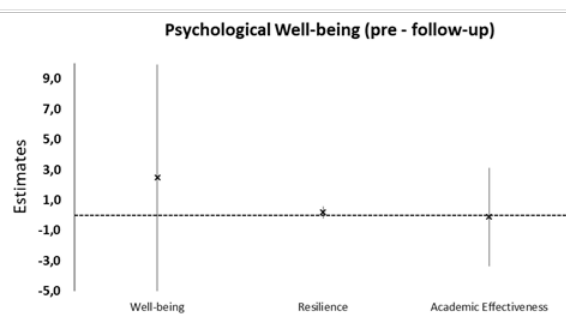 Psychological Well-being (pre - follow-up)
Estimates
9,0
7,0
5,0
3,0
1,0
-1,0
-3,0
-5,0
Well-being Resilience Academic Effectiveness